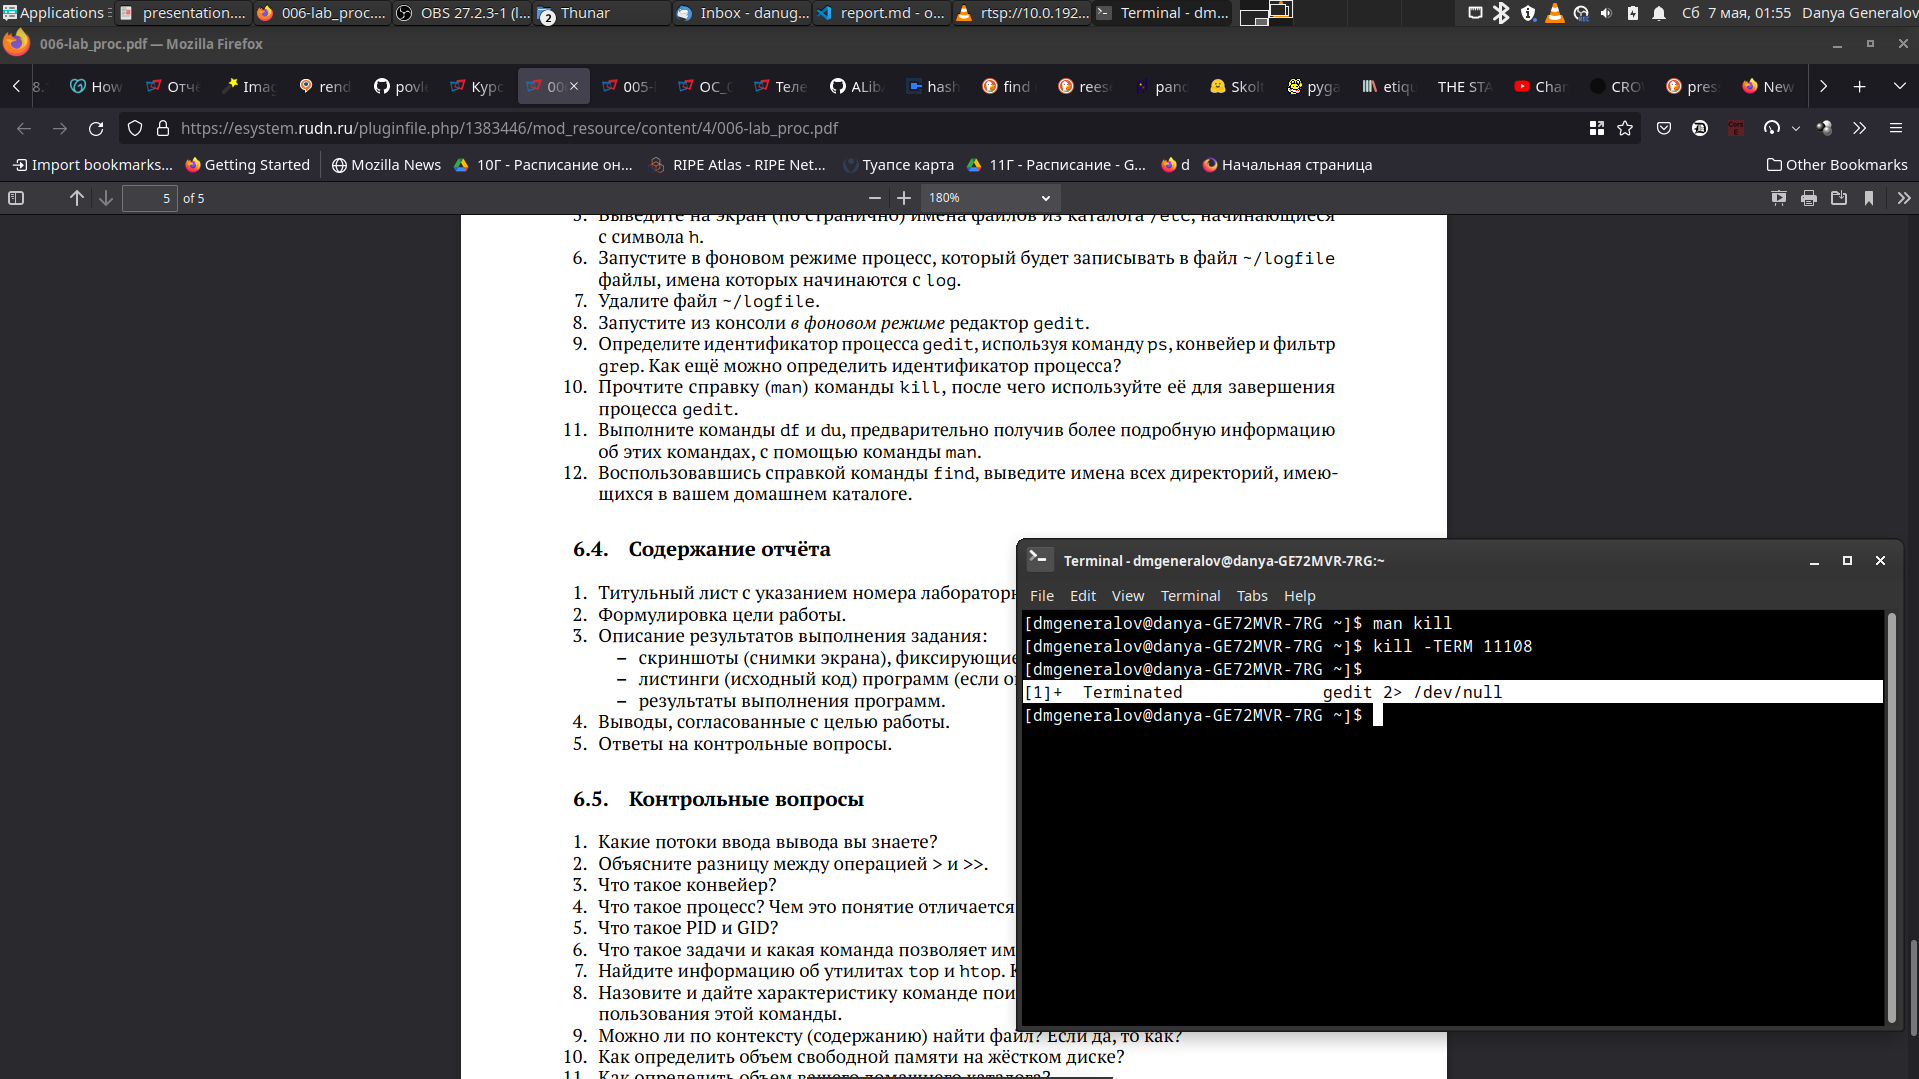 Applications presentation.... 006-lab_proc.... OBS 27.2.3-1 (l... 2 Thunar Inbox - danug... report.md - o... rtsp://10.0.192... Terminal - dm... Сб 7 мая, 01:55 Danya Generalov
006-lab_proc.pdf — Mozilla Firefox
How Отчё Imag rend povle Курс 00 005- ОС_ Теле ALib hash find reese panc Skolt pyga etiqu THE STA Char CRO pres New
https://esystem.rudn.ru/pluginfile.php/1383446/mod_resource/content/4/006-lab_proc.pdf
Import bookmarks... Getting Started Mozilla News 10Г - Расписание он... RIPE Atlas - RIPE Net... Туапсе карта 11Г - Расписание - G... d Начальная страница Other Bookmarks
5 of 5 180%
5. Выведите на экран (по странично) имена файлов из каталога /etc, начинающиеся
с символа h.
6. Запустите в фоновом режиме процесс, который будет записывать в файл ~/logfile
файлы, имена которых начинаются с log.
7. Удалите файл ~/logfile.
8. Запустите из консоли в фоновом режиме редактор gedit.
9. Определите идентификатор процесса gedit, используя команду ps, конвейер и фильтр
grep. Как ещё можно определить идентификатор процесса?
10. Прочтите справку (man) команды kill, после чего используйте её для завершения
процесса gedit.
11. Выполните команды df и du, предварительно получив более подробную информацию
об этих командах, с помощью команды man.
12. Воспользовавшись справкой команды find, выведите имена всех директорий, имею-
щихся в вашем домашнем каталоге.
6.4. Содержание отчёта
1. Титульный лист с указанием номера лаборатор
2. Формулировка цели работы.
3. Описание результатов выполнения задания:
– скриншоты (снимки экрана), фиксирующие
– листинги (исходный код) программ (если о
– результаты выполнения программ.
4. Выводы, согласованные с целью работы.
5. Ответы на контрольные вопросы.
6.5. Контрольные вопросы
1. Какие потоки ввода вывода вы знаете?
2. Объясните разницу между операцией > и >>.
3. Что такое конвейер?
4. Что такое процесс? Чем это понятие отличается
5. Что такое PID и GID?
6. Что такое задачи и какая команда позволяет им
7. Найдите информацию об утилитах top и htop. К
8. Назовите и дайте характеристику команде пои
пользования этой команды.
9. Можно ли по контексту (содержанию) найти файл? Если да, то как?
10. Как определить объем свободной памяти на жёстком диске?
11. Как определить объем вашего домашнего каталога?
Terminal - dmgeneralov@danya-GE72MVR-7RG:~
File Edit View Terminal Tabs Help
[dmgeneralov@danya-GE72MVR-7RG ~]$ man kill
[dmgeneralov@danya-GE72MVR-7RG ~]$ kill -TERM 11108
[dmgeneralov@danya-GE72MVR-7RG ~]$
[1]+ Terminated gedit 2> /dev/null
[dmgeneralov@danya-GE72MVR-7RG ~]$